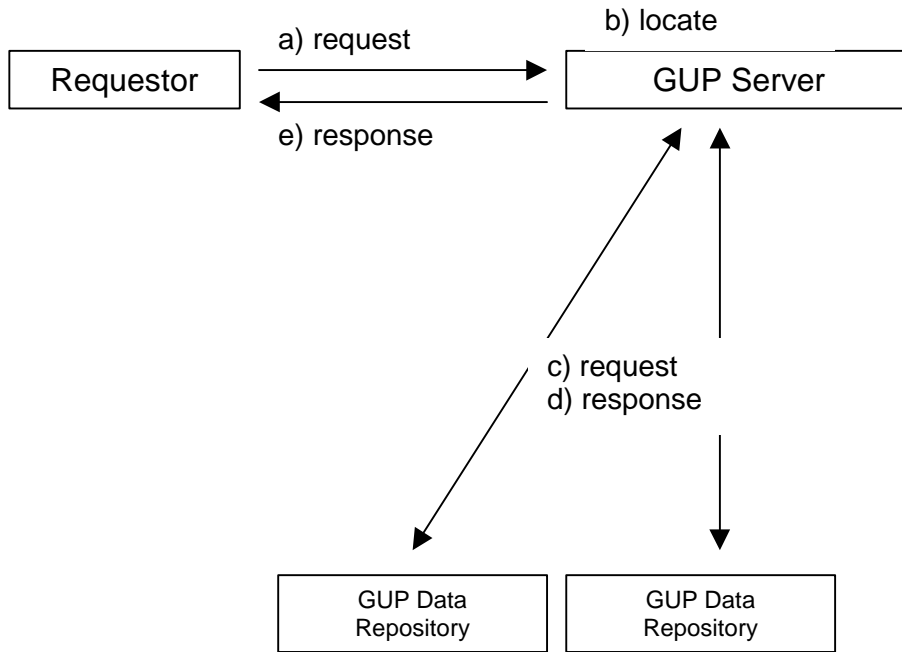 b) locate
a) request
Requestor
GUP Server
e) response
c) request
d) response
GUP Data
Repository
GUP Data
Repository